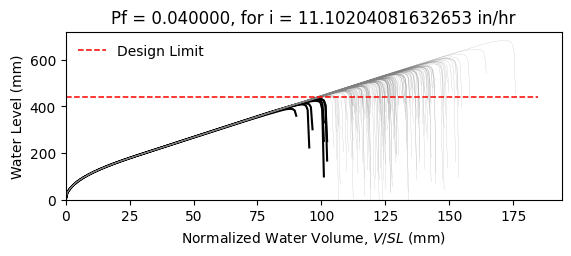 Pf = 0.040000, for i = 11.10204081632653 in/hr
Design Limit
Water Level (mm)
600
400
200
0
0 25 50 75 100 125 150 175
Normalized Water Volume, V/SL (mm)